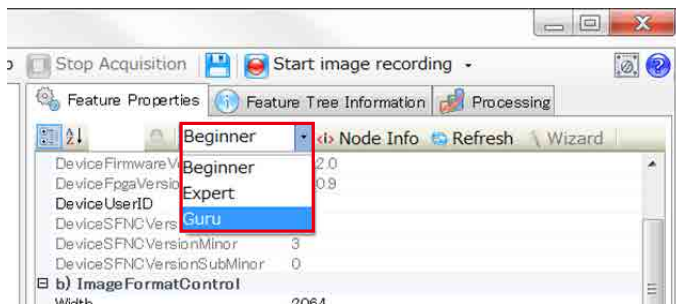 Stop Acquisition Start image recording
Feature Properties Feature Tree Information Processing
Beginner <i> Node Info Refresh Wizard
DeviceFirmwareV 2.0
Beginner
DeviceFpgaVersio 0.9
Expert
DeviceUserID
Guru
DeviceSFNCVers
DeviceSFNCVersionMinor 3
DeviceSFNCVersionSubMinor 0
b) ImageFormatControl
Width 2064